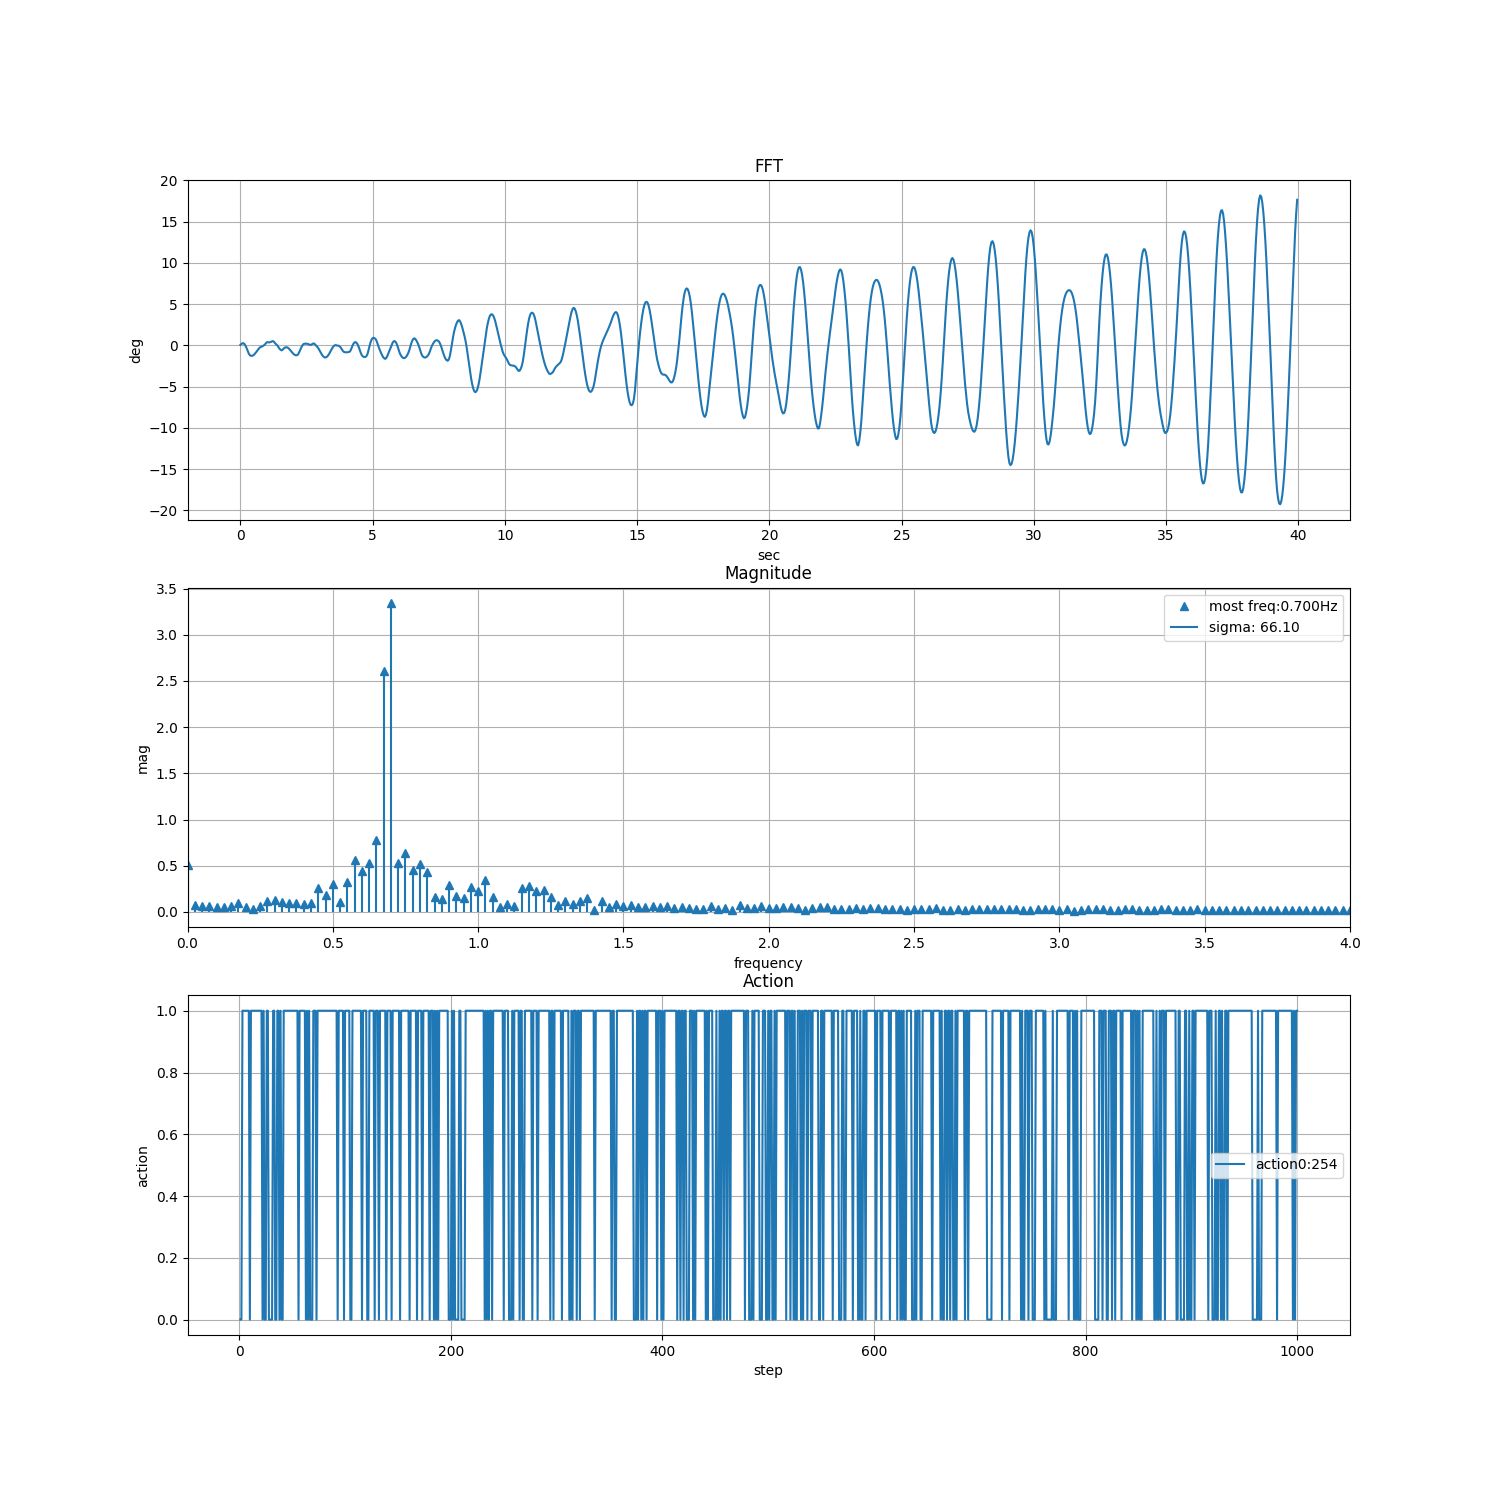 FFT
20
15
10
5
0
−5
−10
−15
−20
deg
0 5 10 15 20 25 30 35 40
sec
Magnitude
3.5
3.0
2.5
2.0
1.5
1.0
0.5
0.0
mag
most freq:0.700Hz
sigma: 66.10
0.0 0.5 1.0 1.5 2.0 2.5 3.0 3.5 4.0
frequency
Action
1.0
0.8
0.6
0.4
0.2
0.0
action
action0:254
0 200 400 600 800 1000
step